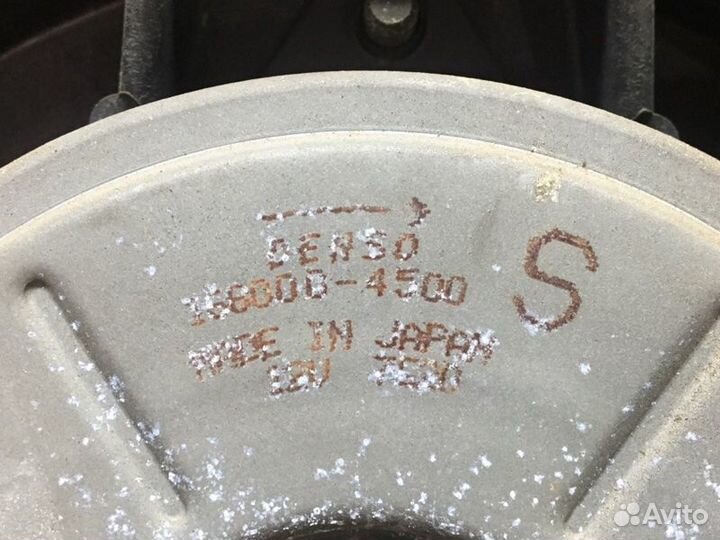 DENSO
168000-4500
S
MADE IN JAPAN
12V
Avito